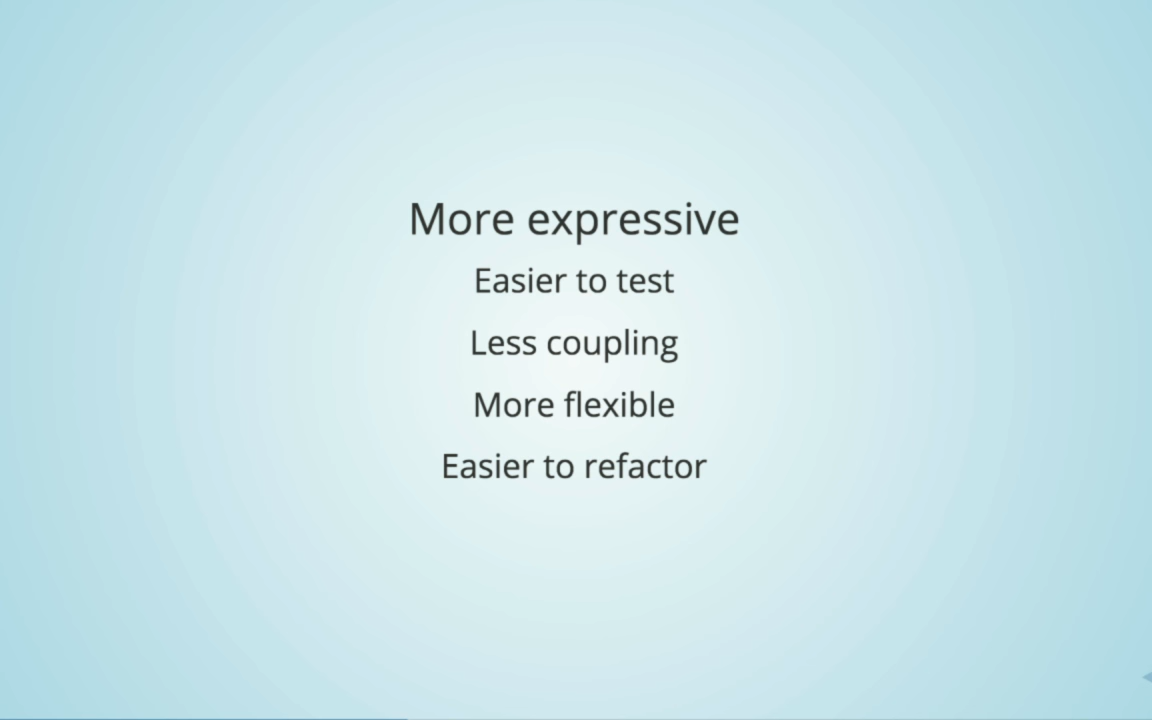 More expressive
Easier to test
Less coupling
More flexible
Easier to refactor